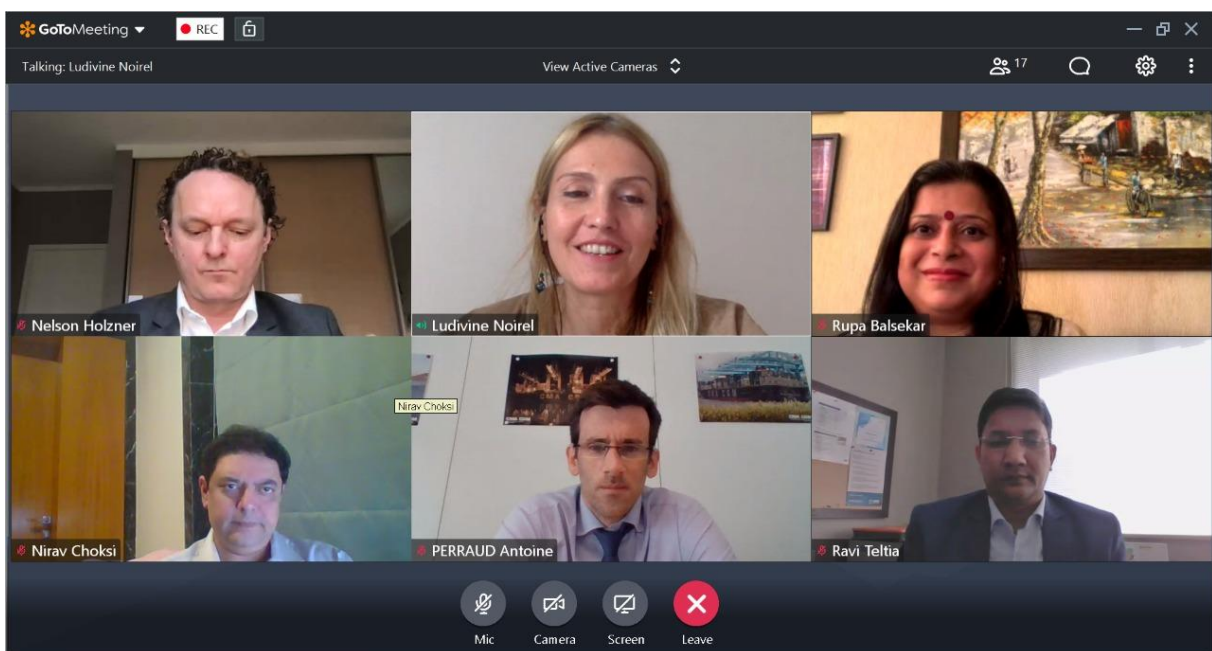 GoToMeeting
REC
Talking: Ludivine Noirel
View Active Cameras
17
Nelson Holzner
Ludivine Noirel
Rupa Balsekar
Nirav Choksi
Nirav Choksi
PERRAUD Antoine
Ravi Teltia
Mic
Camera
Screen
Leave